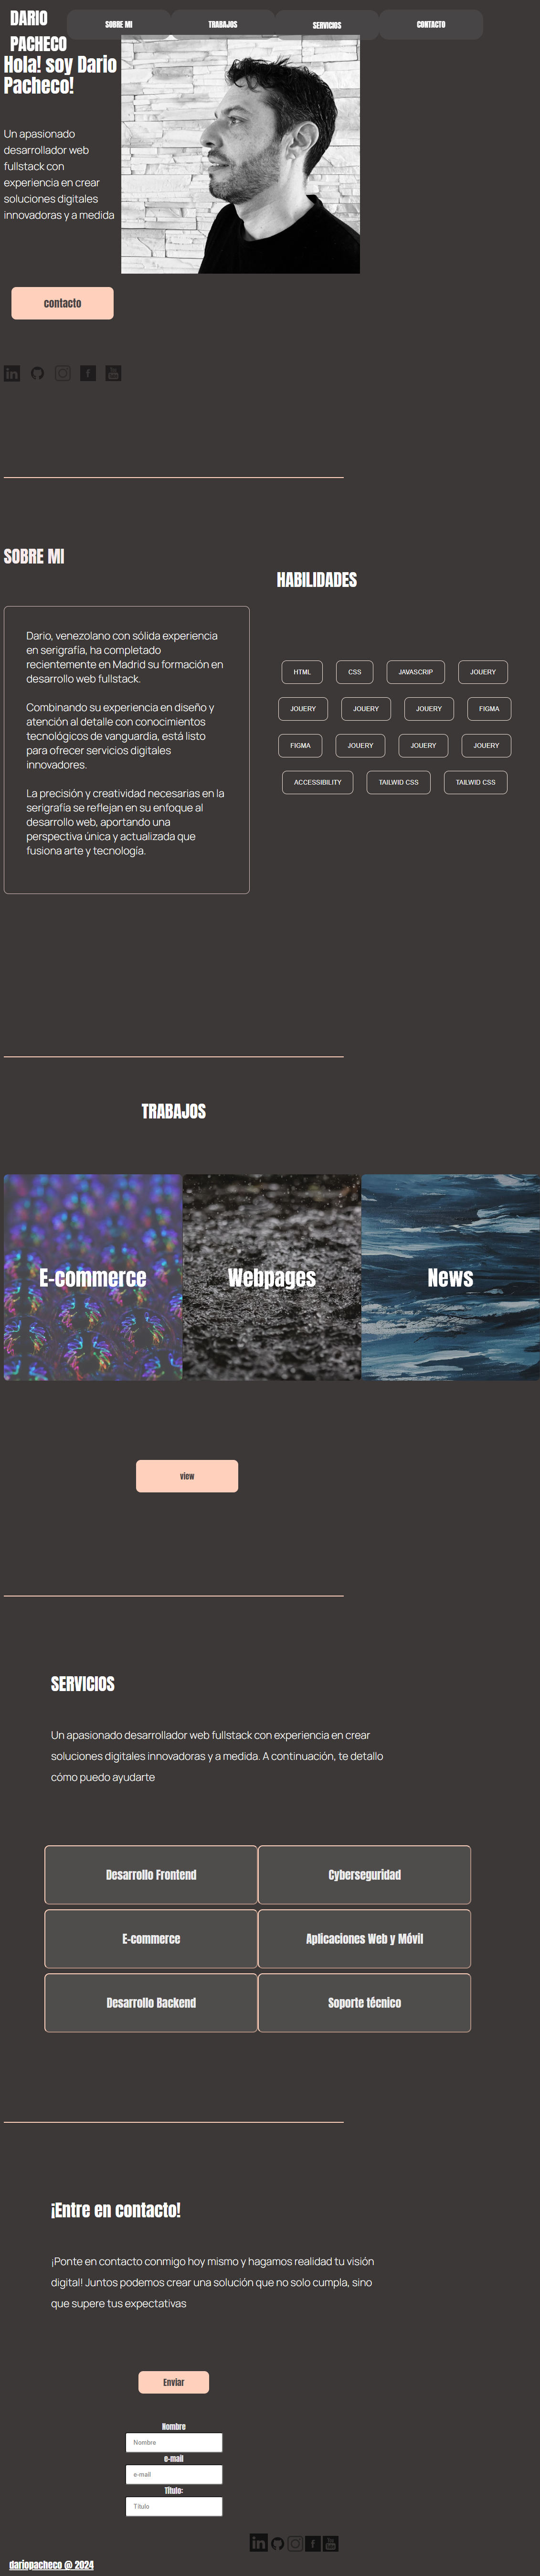 DARIO
PACHECO
SOBRE MI
TRABAJOS
SERVICIOS
CONTACTO
Hola! soy Dario
Pacheco!
Un apasionado
desarrollador web
fullstack con
experiencia en crear
soluciones digitales
innovadoras y a medida
contacto
SOBRE MI
Dario, venezolano con sólida experiencia
en serigrafía, ha completado
recientemente en Madrid su formación en
desarrollo web fullstack.
Combinando su experiencia en diseño y
atención al detalle con conocimientos
tecnológicos de vanguardia, está listo
para ofrecer servicios digitales
innovadores.
La precisión y creatividad necesarias en la
serigrafía se reflejan en su enfoque al
desarrollo web, aportando una
perspectiva única y actualizada que
fusiona arte y tecnología.
HABILIDADES
HTML
CSS
JAVASCRIP
JOUERY
JOUERY
JOUERY
JOUERY
FIGMA
FIGMA
JOUERY
JOUERY
JOUERY
ACCESSIBILITY
TAILWID CSS
TAILWID CSS
TRABAJOS
E-commerce
Webpages
News
view
SERVICIOS
Un apasionado desarrollador web fullstack con experiencia en crear
soluciones digitales innovadoras y a medida. A continuación, te detallo
cómo puedo ayudarte
Desarrollo Frontend
Cyberseguridad
E-commerce
Aplicaciones Web y Móvil
Desarrollo Backend
Soporte técnico
¡Entre en contacto!
¡Ponte en contacto conmigo hoy mismo y hagamos realidad tu visión
digital! Juntos podemos crear una solución que no solo cumpla, sino
que supere tus expectativas
Enviar
Nombre
Nombre
e-mail
e-mail
Título:
Título
dariopacheco @ 2024